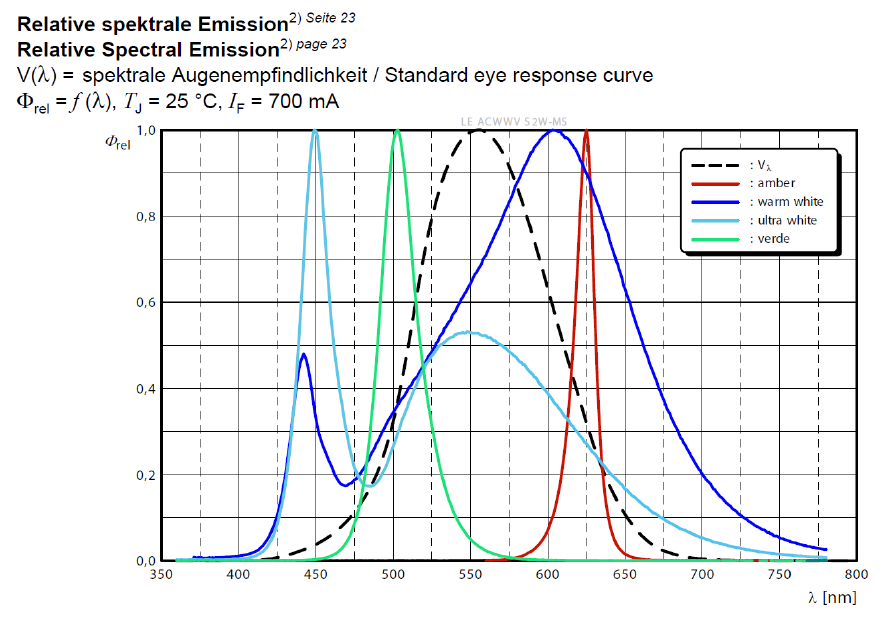 Relative spektrale Emission2) Seite 23
Relative Spectral Emission2) page 23
V(λ) = spektrale Augenempfindlichkeit / Standard eye response curve
Φrel = f (λ), TJ = 25 °C, IF = 700 mA
LE ACWWV S2W-MS
Φrel
1,0
0,8
0,6
0,4
0,2
0,0
: Vλ
: amber
: warm white
: ultra white
: verde
350 400 450 500 550 600 650 700 750 800
λ [nm]